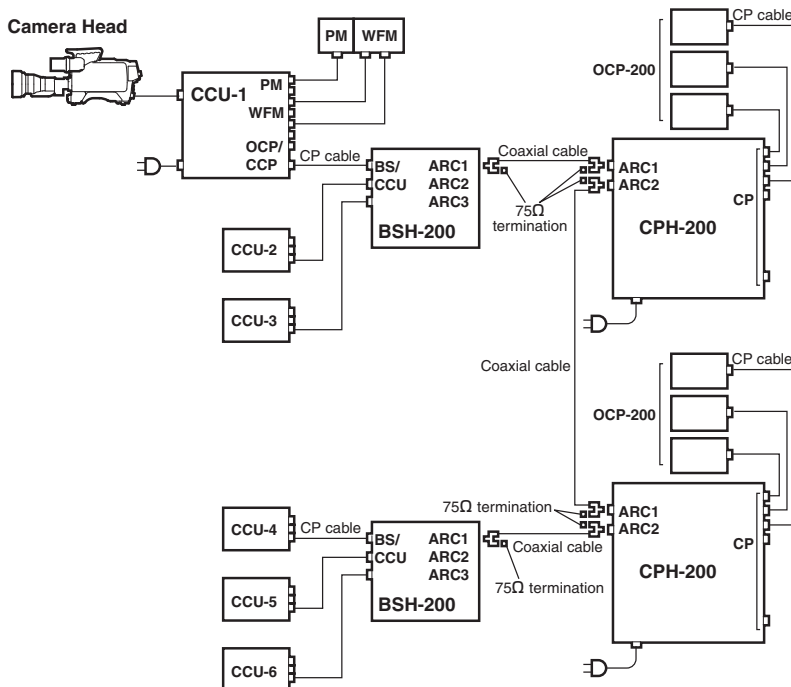 Camera Head
PM
WFM
CCU-1
PM
WFM
OCP/
CCP
CP cable
BS/
CCU
ARC1
ARC2
ARC3
BSH-200
CCU-2
CCU-3
Coaxial cable
75Ω
termination
CP cable
OCP-200
ARC1
ARC2
CP
CPH-200
Coaxial cable
CP cable
OCP-200
CCU-4
CP cable
CCU-5
CCU-6
BS/
CCU
ARC1
ARC2
ARC3
BSH-200
75Ω termination
Coaxial cable
75Ω termination
ARC1
ARC2
CP
CPH-200